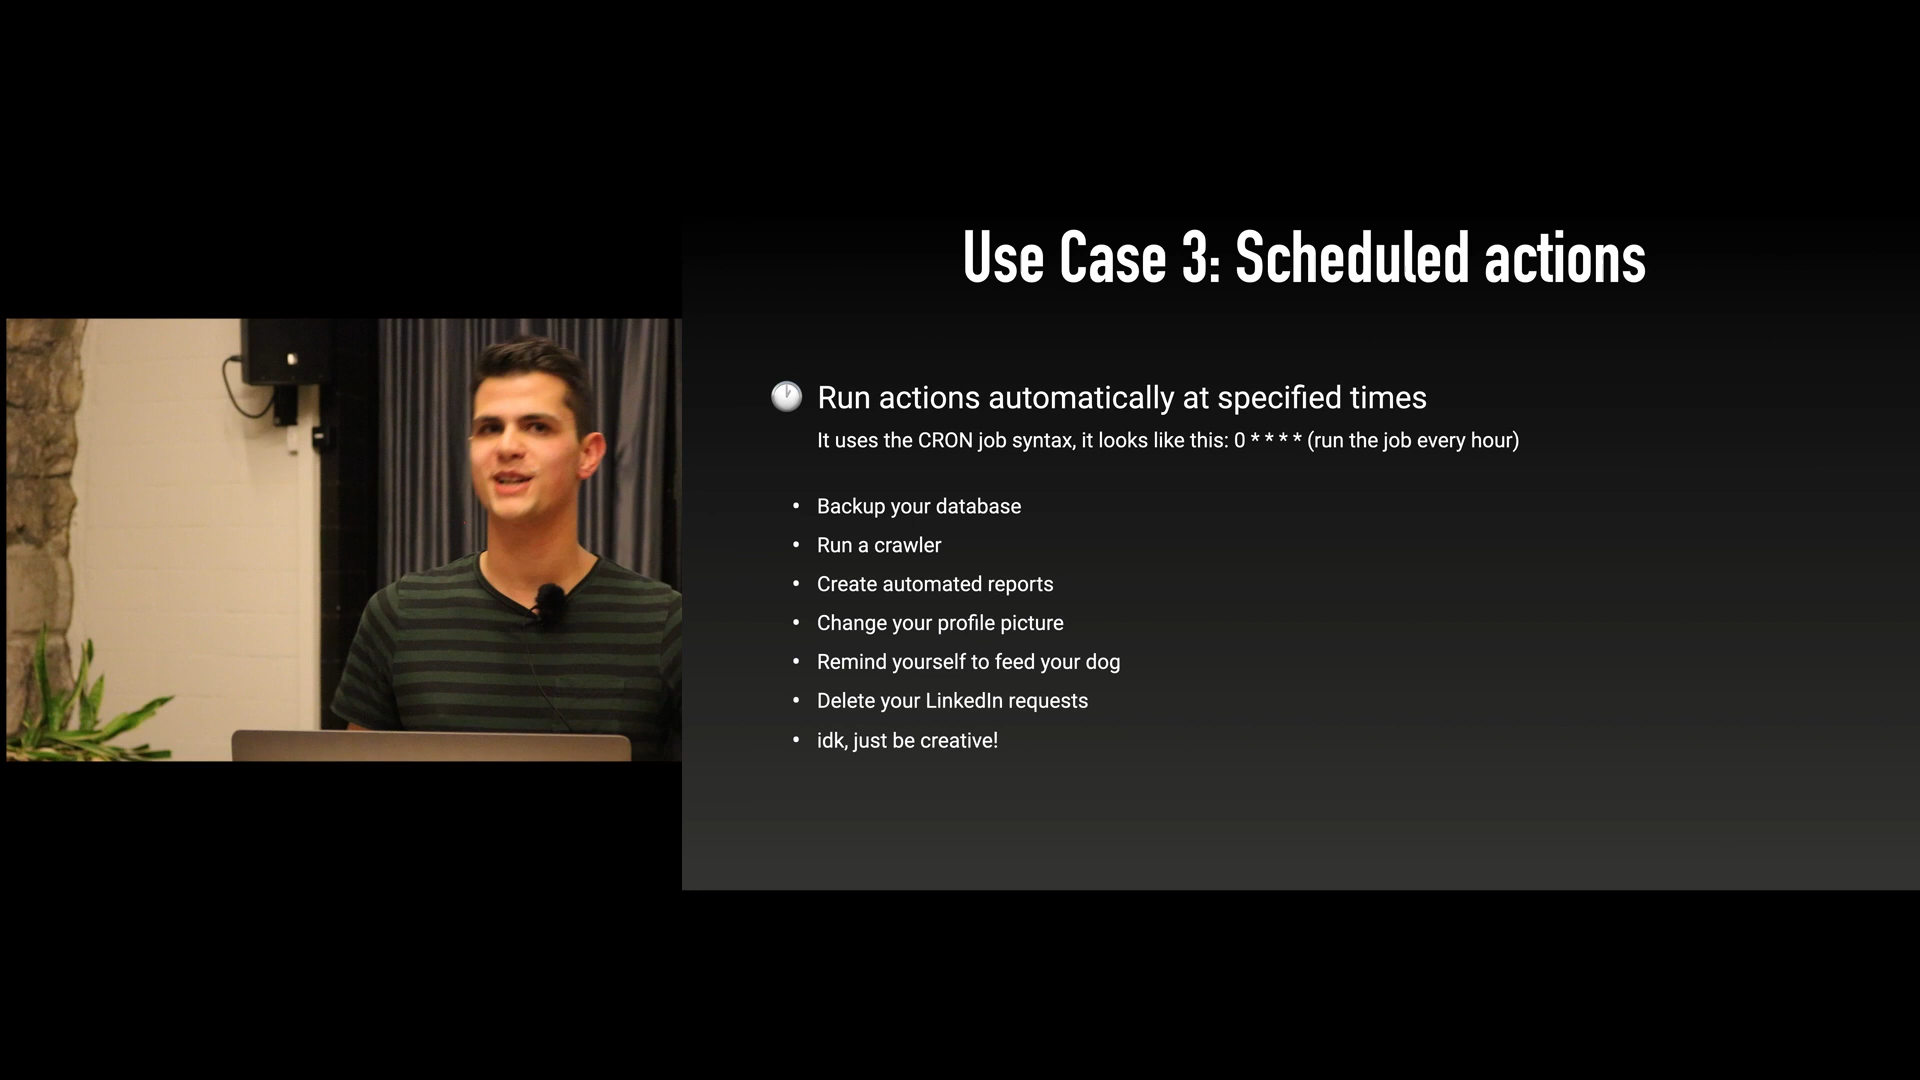 Use Case 3: Scheduled actions
Run actions automatically at specified times
It uses the CRON job syntax, it looks like this: 0 * * * * (run the job every hour)
• Backup your database
• Run a crawler
• Create automated reports
• Change your profile picture
• Remind yourself to feed your dog
• Delete your LinkedIn requests
• idk, just be creative!